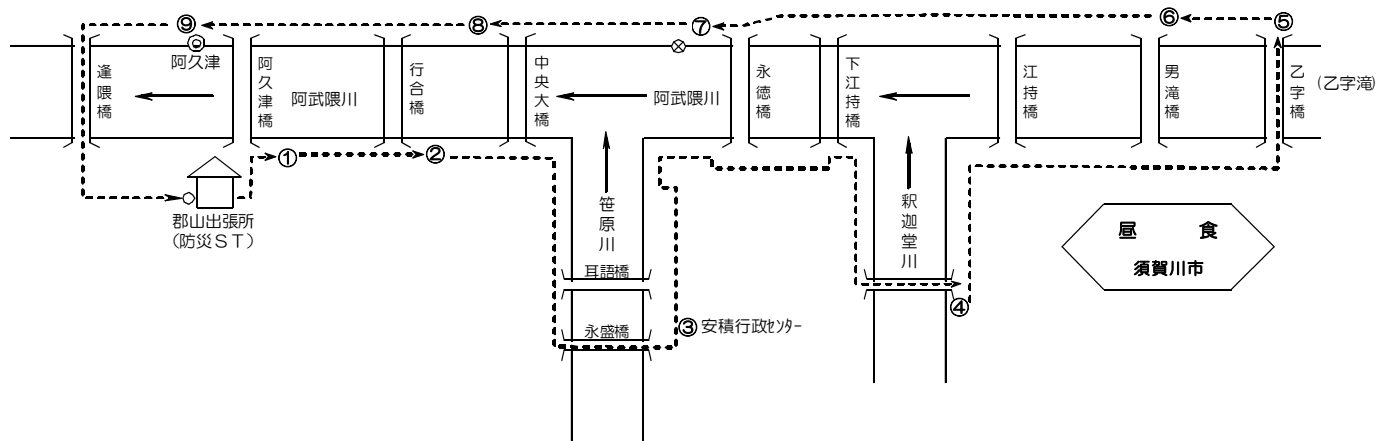 ⑨
⑧
⑦
⑥
⑤
逢隈橋
阿久津
阿久津橋
阿武隈川
行合橋
中央大橋
阿武隈川
永徳橋
下江持橋
江持橋
男滝橋
乙字橋
(乙字滝)
①
②
郡山出張所
(防災ST)
笹原川
釈迦堂川
昼 食
須賀川市
耳語橋
永盛橋
③安積行政ｾﾝﾀｰ
④